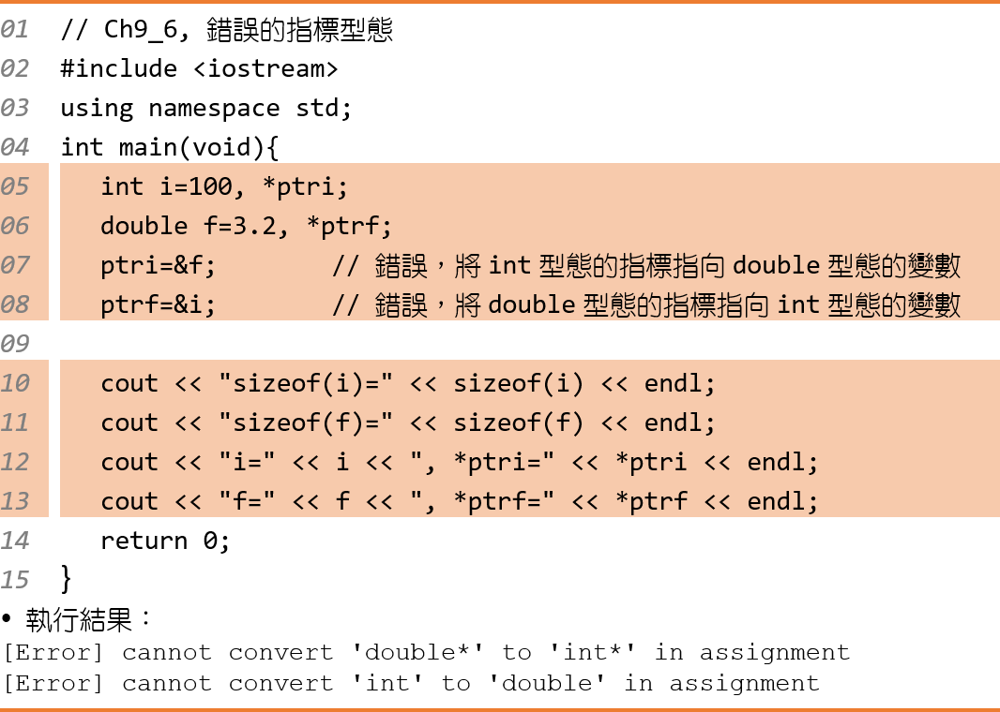 01 // Ch9_6, 錯誤的指標型態
02 #include <iostream>
03 using namespace std;
04 int main(void){
05 int i=100, *ptri;
06 double f=3.2, *ptrf;
07 ptri=&f; // 錯誤，將 int 型態的指標指向 double 型態的變數
08 ptrf=&i; // 錯誤，將 double 型態的指標指向 int 型態的變數
09
10 cout << "sizeof(i)=" << sizeof(i) << endl;
11 cout << "sizeof(f)=" << sizeof(f) << endl;
12 cout << "i=" << i << ", *ptri=" << *ptri << endl;
13 cout << "f=" << f << ", *ptrf=" << *ptrf << endl;
14 return 0;
15 }
• 執行結果：
[Error] cannot convert 'double*' to 'int*' in assignment
[Error] cannot convert 'int' to 'double' in assignment